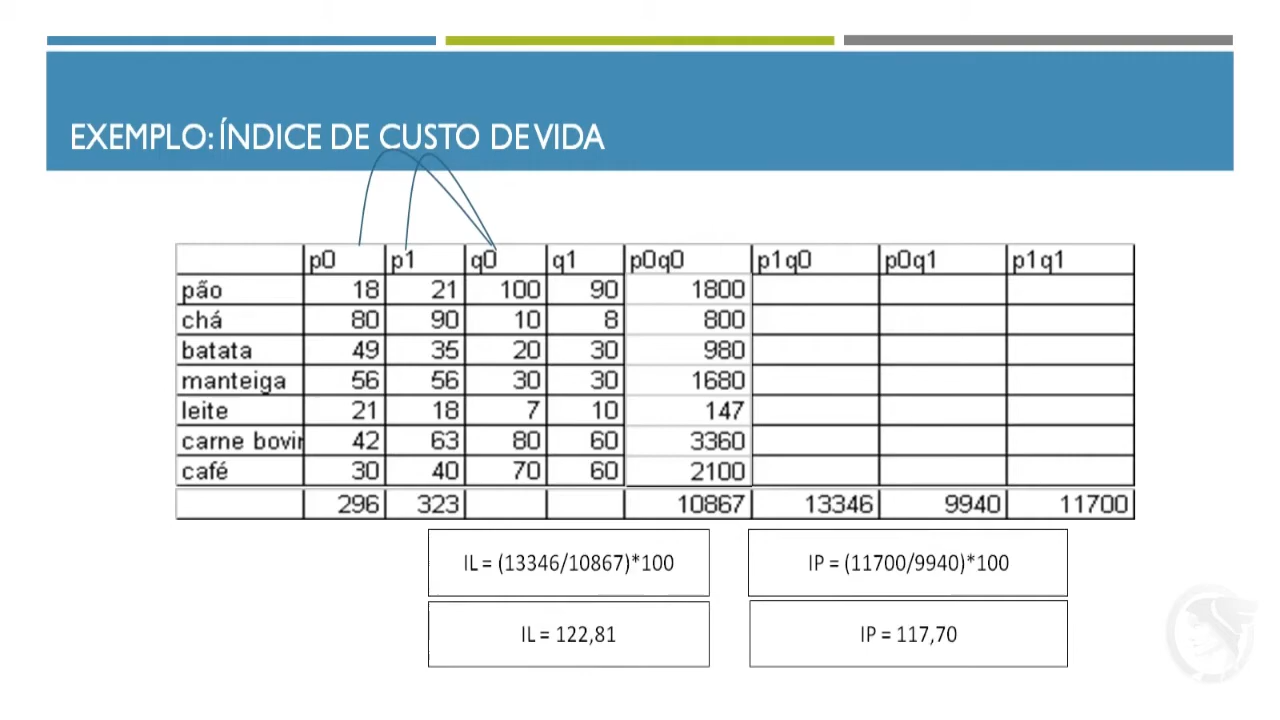 EXEMPLO: ÍNDICE DE CUSTO DE VIDA
p0 p1 q0 q1 p0q0 p1q0 p0q1 p1q1
pão 18 21 100 90 1800
chá 80 90 10 8 800
batata 49 35 20 30 980
manteiga 56 56 30 30 1680
leite 21 18 7 10 147
carne bovin 42 63 80 60 3360
café 30 40 70 60 2100
296 323 10867 13346 9940 11700
IL = (13346/10867)*100 IP = (11700/9940)*100
IL = 122,81 IP = 117,70